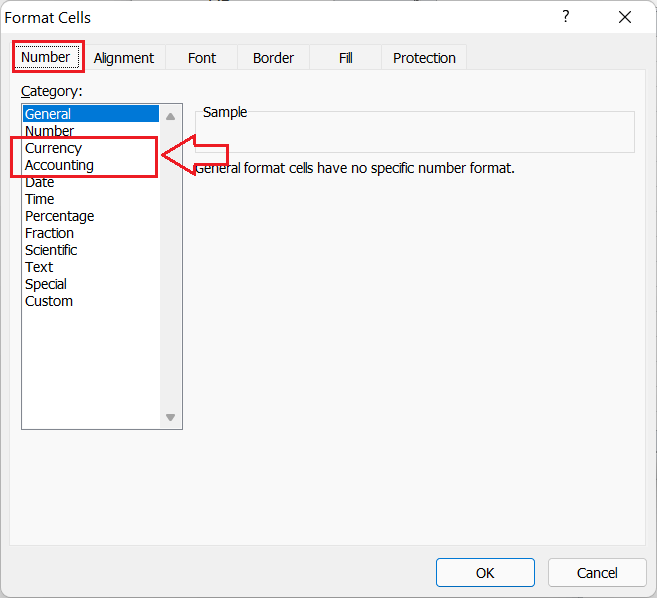 Format Cells
?
Number Alignment Font Border Fill Protection
Category:
General
Number
Currency
Accounting
Date
Time
Percentage
Fraction
Scientific
Text
Special
Custom
Sample
General format cells have no specific number format.
OK Cancel